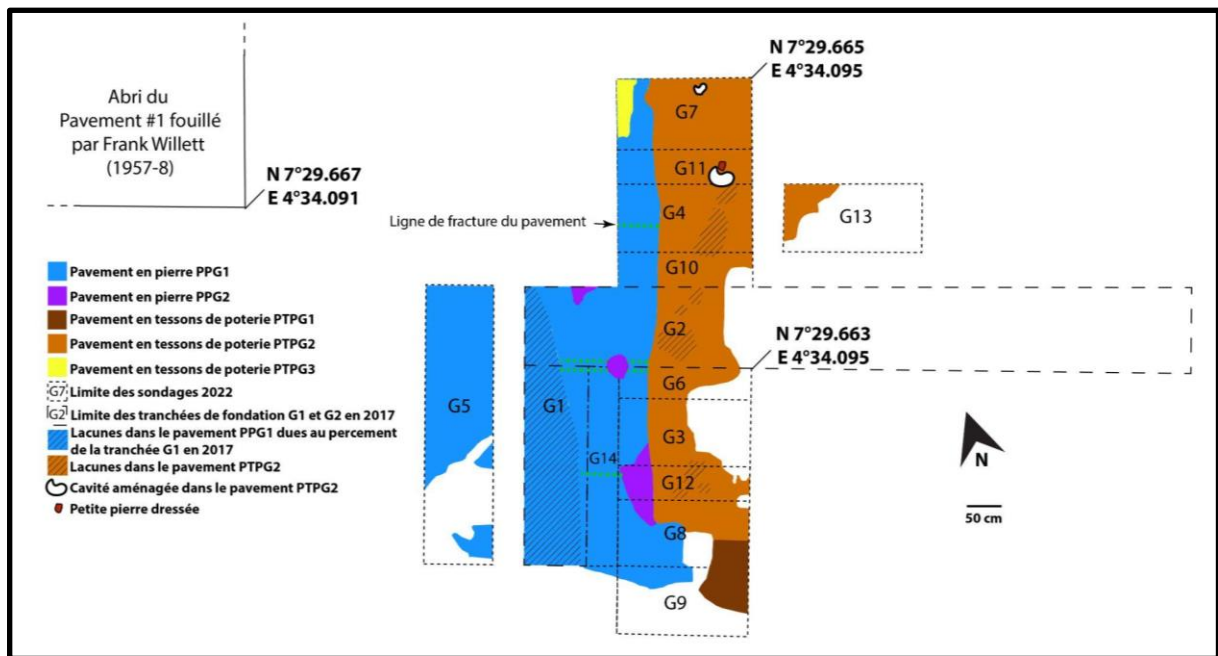 Abri du
Pavement #1 fouillé
par Frank Willett
(1957-8)
N 7°29.667
E 4°34.091
N 7°29.665
E 4°34.095
G7
G11
G4
Ligne de fracture du pavement
G13
G10
G2
N 7°29.663
E 4°34.095
G6
G5
G1
G3
G14
G12
G8
G9
Pavement en pierre PPG1
Pavement en pierre PPG2
Pavement en tessons de poterie PTPG1
Pavement en tessons de poterie PTPG2
Pavement en tessons de poterie PTPG3
G7 Limite des sondages 2022
G2 Limite des tranchées de fondation G1 et G2 en 2017
Lacunes dans le pavement PPG1 dues au percement
de la tranchée G1 en 2017
Lacunes dans le pavement PTPG2
Cavité aménagée dans le pavement PTPG2
Petite pierre dressée
N
50 cm